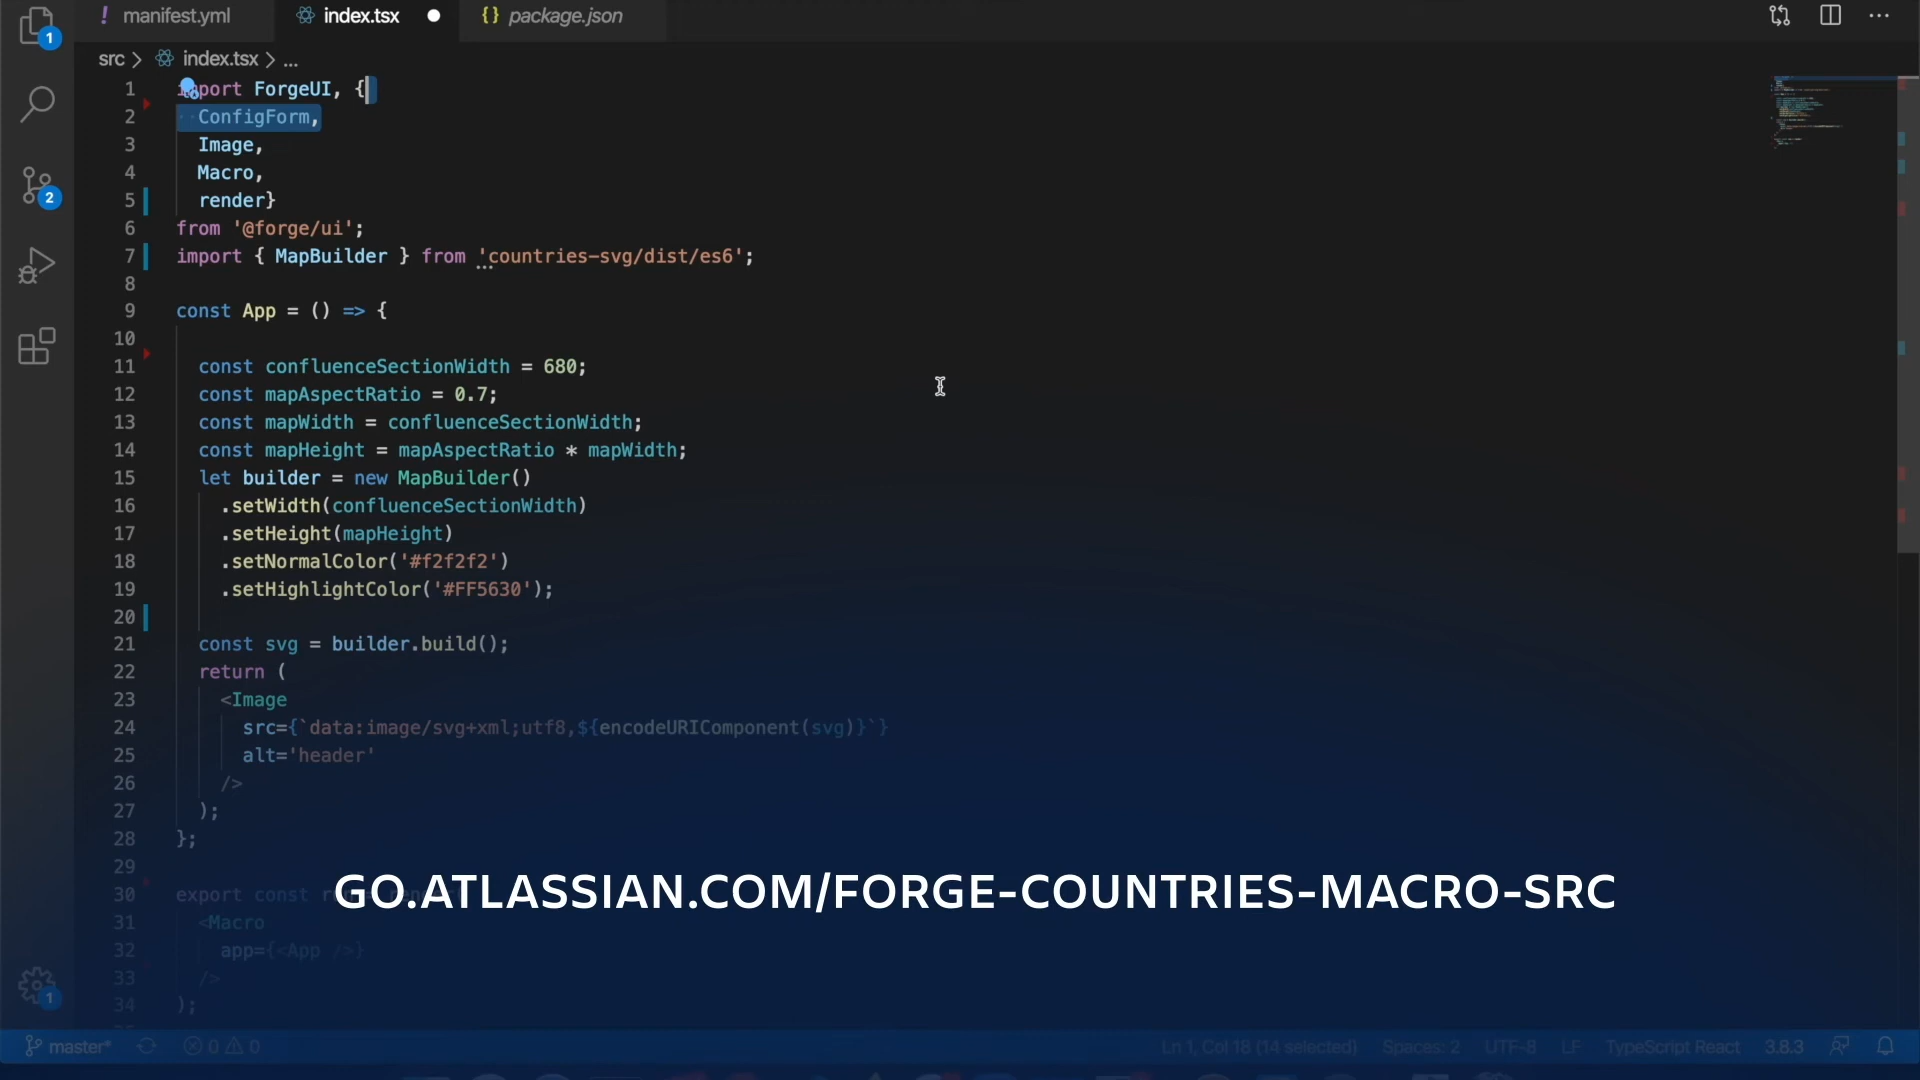 1
2
1
! manifest.yml
index.tsx
{} package.json
src > index.tsx > ...
1 import ForgeUI, {
2 ConfigForm,
3 Image,
4 Macro,
5 render}
6 from '@forge/ui';
7 import { MapBuilder } from 'countries-svg/dist/es6';
8
9 const App = () => {
10
11 const confluenceSectionWidth = 680;
12 const mapAspectRatio = 0.7;
13 const mapWidth = confluenceSectionWidth;
14 const mapHeight = mapAspectRatio * mapWidth;
15 let builder = new MapBuilder()
16 .setWidth(confluenceSectionWidth)
17 .setHeight(mapHeight)
18 .setNormalColor('#f2f2f2')
19 .setHighlightColor('#FF5630');
20
21 const svg = builder.build();
22 return (
23 <Image
24 src={`data:image/svg+xml;utf8,${encodeURIComponent(svg)}`}
25 alt='header'
26 />
27 );
28 };
29
30 export const
31 <Macro
32 app={<App />}
33 />
34 );
GO.ATLASSIAN.COM/FORGE-COUNTRIES-MACRO-SRC
master* 0 0 Ln 1, Col 18 (14 selected) Spaces: 2 UTF-8 LF TypeScript React 3.8.3